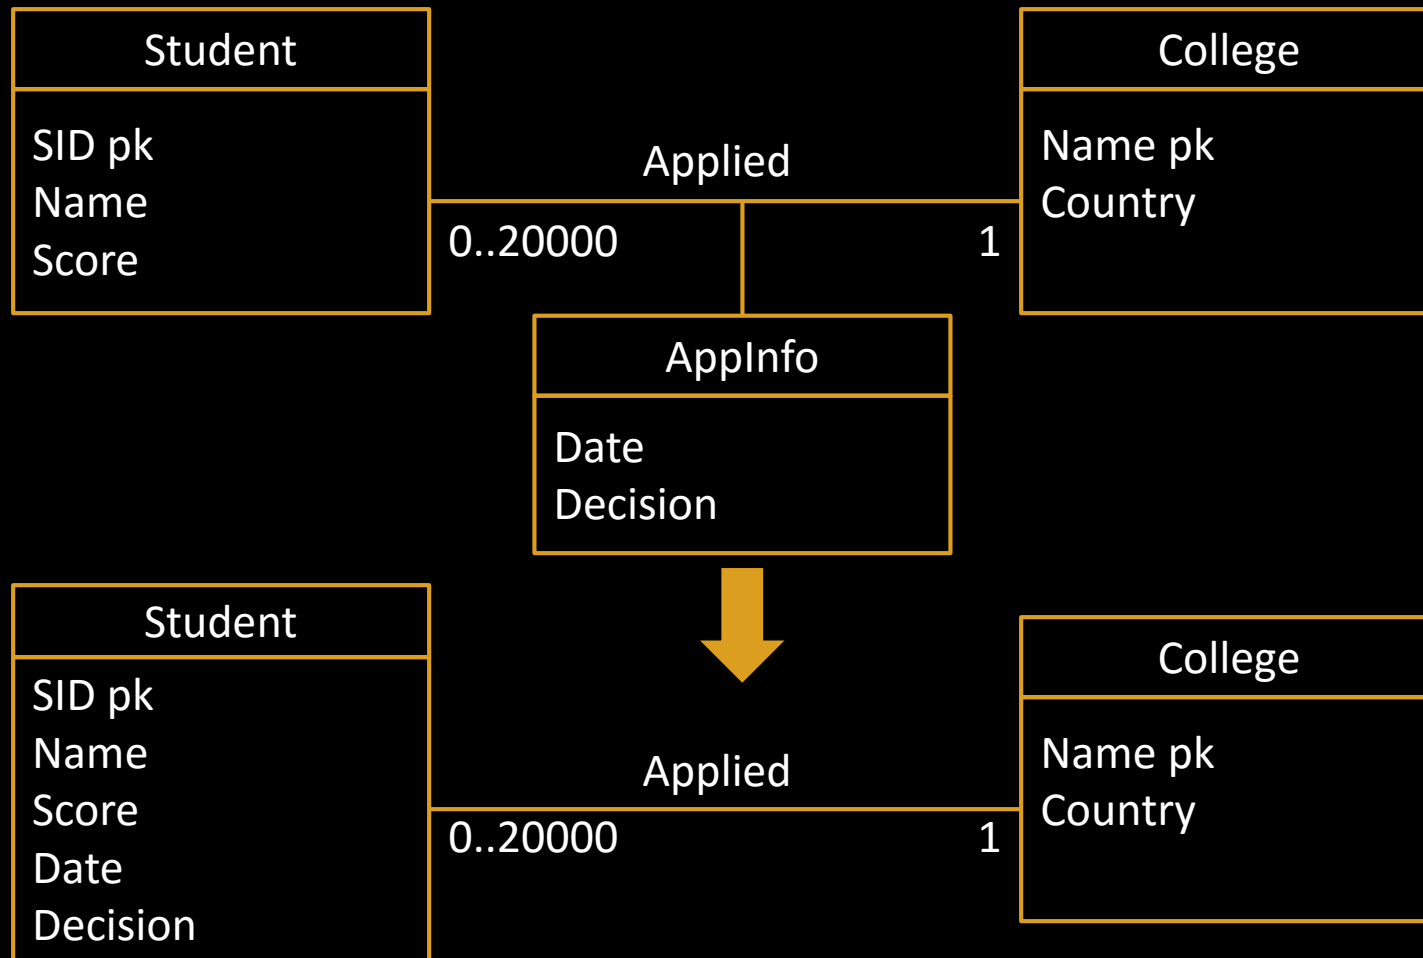 Student
SID pk
Name
Score
Applied
0..20000
1
College
Name pk
Country
AppInfo
Date
Decision
Student
SID pk
Name
Score
Date
Decision
Applied
0..20000
1
College
Name pk
Country